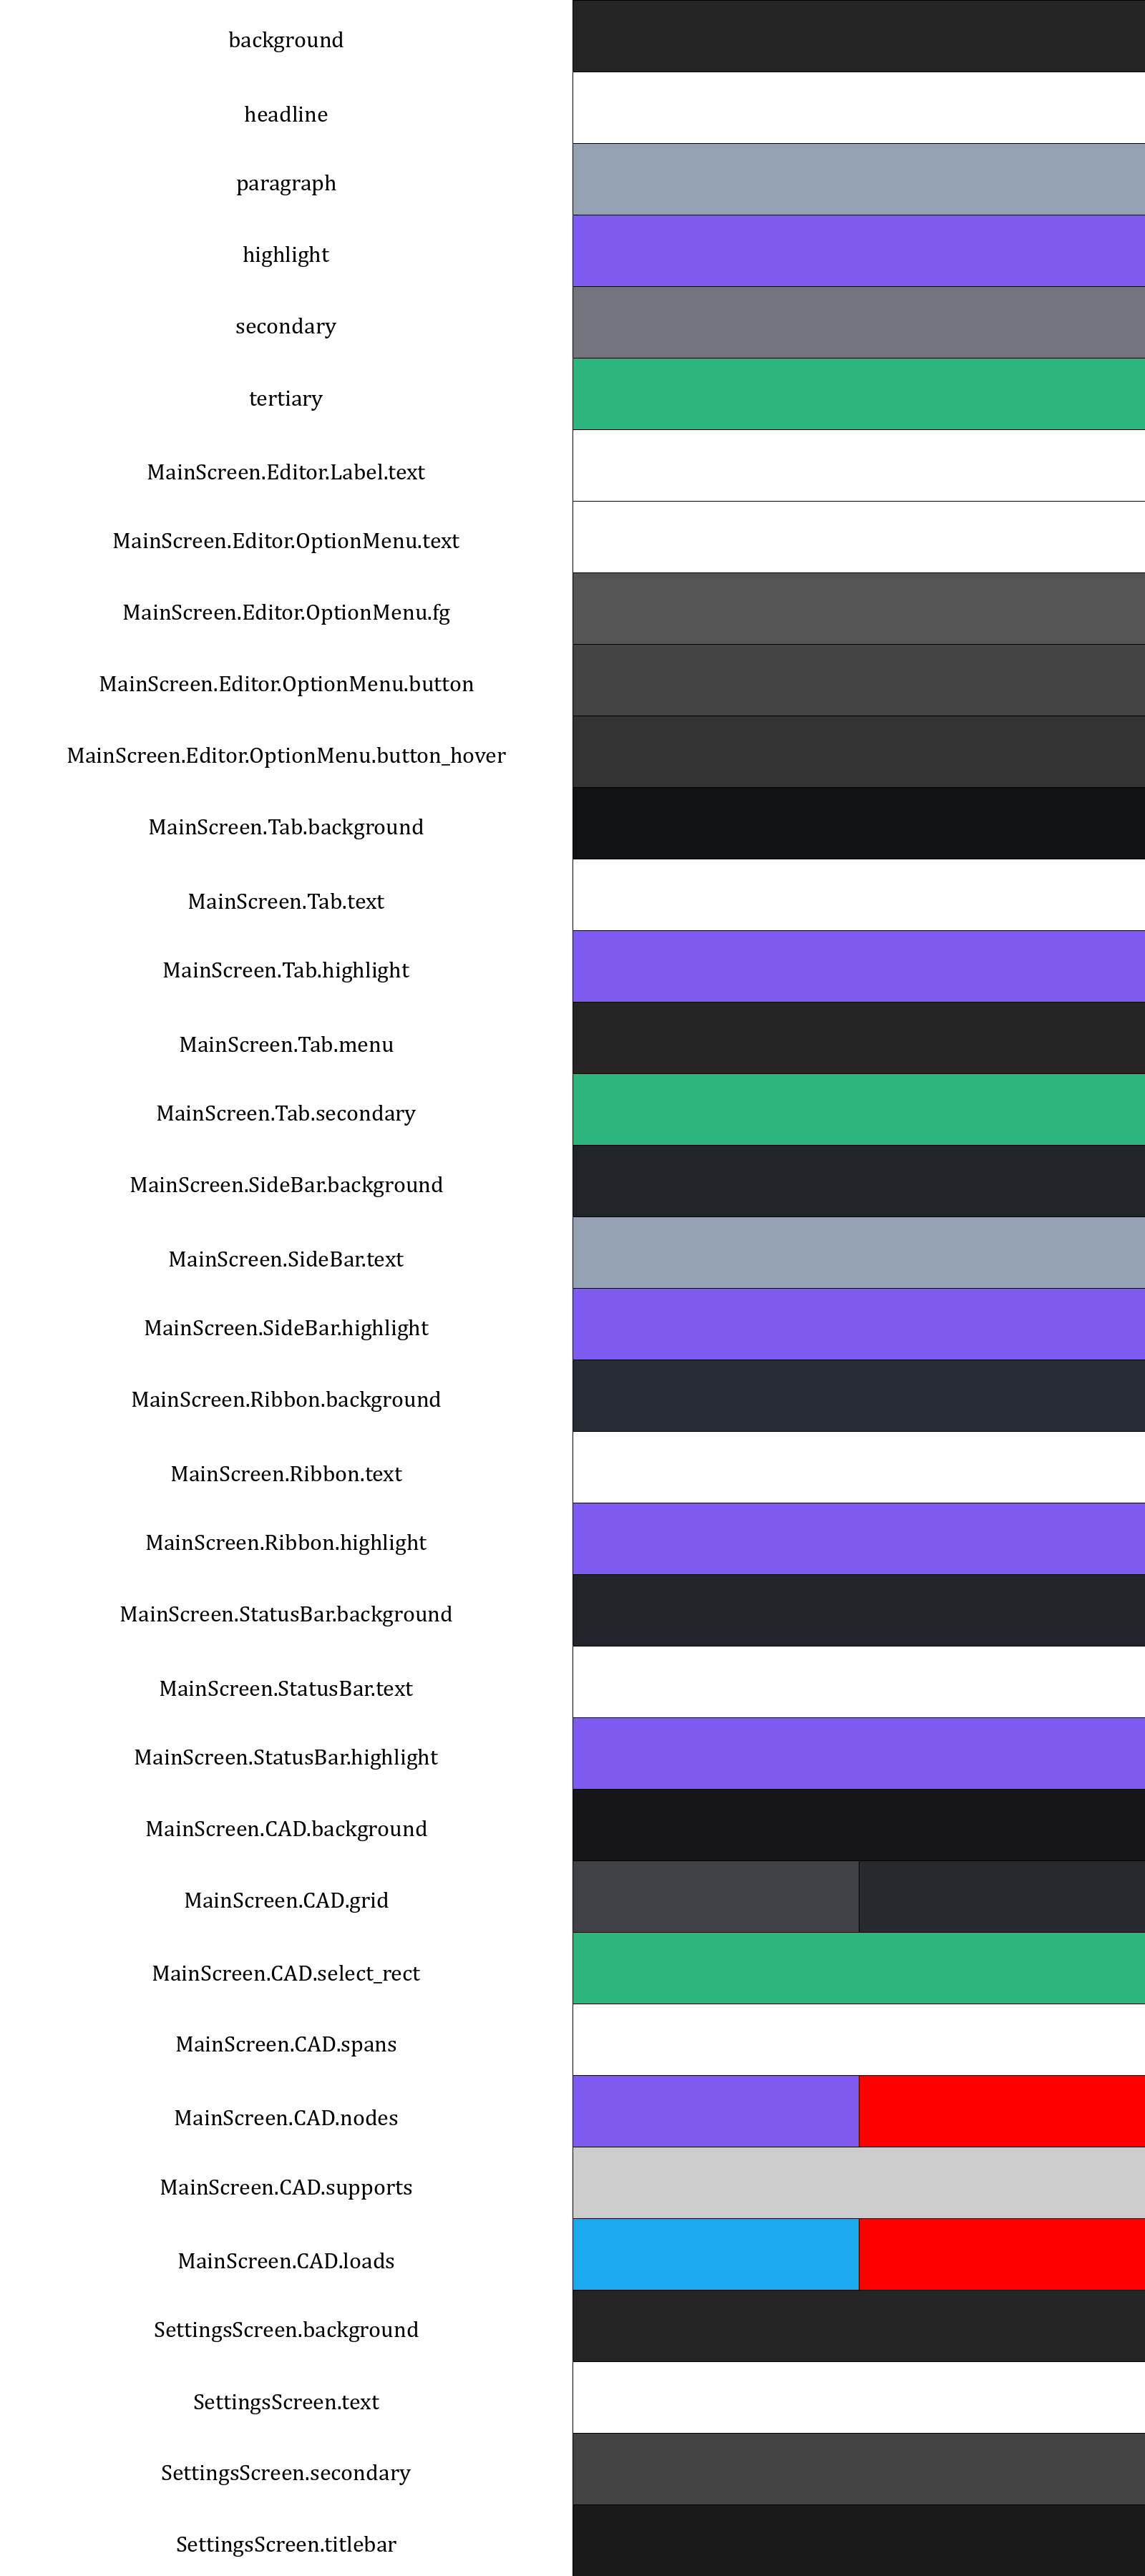 background
headline
paragraph
highlight
secondary
tertiary
MainScreen.Editor.Label.text
MainScreen.Editor.OptionMenu.text
MainScreen.Editor.OptionMenu.fg
MainScreen.Editor.OptionMenu.button
MainScreen.Editor.OptionMenu.button_hover
MainScreen.Tab.background
MainScreen.Tab.text
MainScreen.Tab.highlight
MainScreen.Tab.menu
MainScreen.Tab.secondary
MainScreen.SideBar.background
MainScreen.SideBar.text
MainScreen.SideBar.highlight
MainScreen.Ribbon.background
MainScreen.Ribbon.text
MainScreen.Ribbon.highlight
MainScreen.StatusBar.background
MainScreen.StatusBar.text
MainScreen.StatusBar.highlight
MainScreen.CAD.background
MainScreen.CAD.grid
MainScreen.CAD.select_rect
MainScreen.CAD.spans
MainScreen.CAD.nodes
MainScreen.CAD.supports
MainScreen.CAD.loads
SettingsScreen.background
SettingsScreen.text
SettingsScreen.secondary
SettingsScreen.titlebar